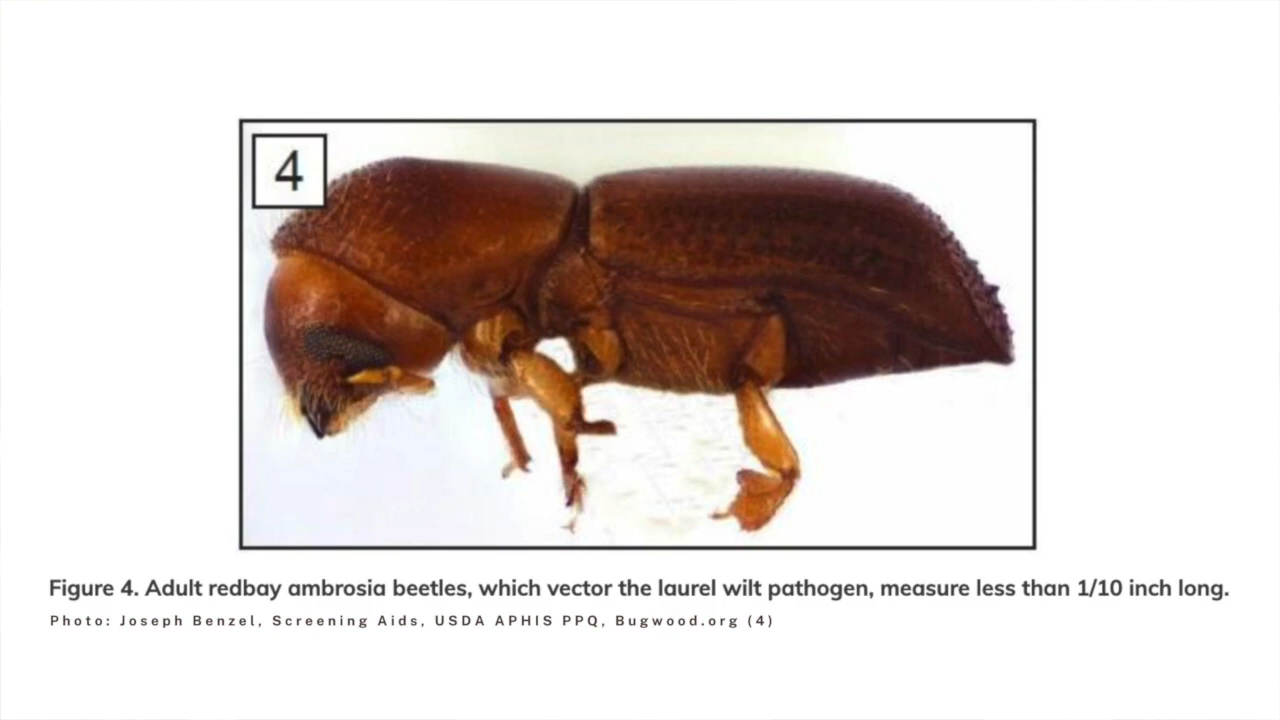 4
Figure 4. Adult redbay ambrosia beetles, which vector the laurel wilt pathogen, measure less than 1/10 inch long.
Photo: Joseph Benzel, Screening Aids, USDA APHIS PPQ, Bugwood.org (4)